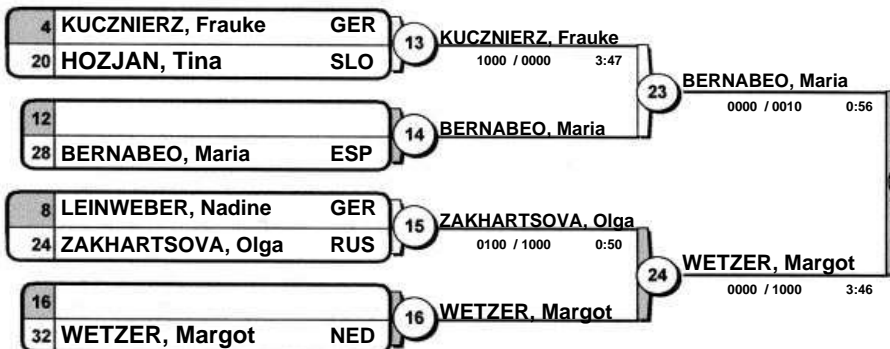 4 KUCZNIERZ, Frauke GER
20 HOZJAN, Tina SLO
13 KUCZNIERZ, Frauke
1000 / 0000 3:47
12
28 BERNABEO, Maria ESP
14 BERNABEO, Maria
23 BERNABEO, Maria
0000 / 0010 0:56
8 LEINWEBER, Nadine GER
24 ZAKHARTSOVA, Olga RUS
15 ZAKHARTSOVA, Olga
0100 / 1000 0:50
16
32 WETZER, Margot NED
16 WETZER, Margot
24 WETZER, Margot
0000 / 1000 3:46